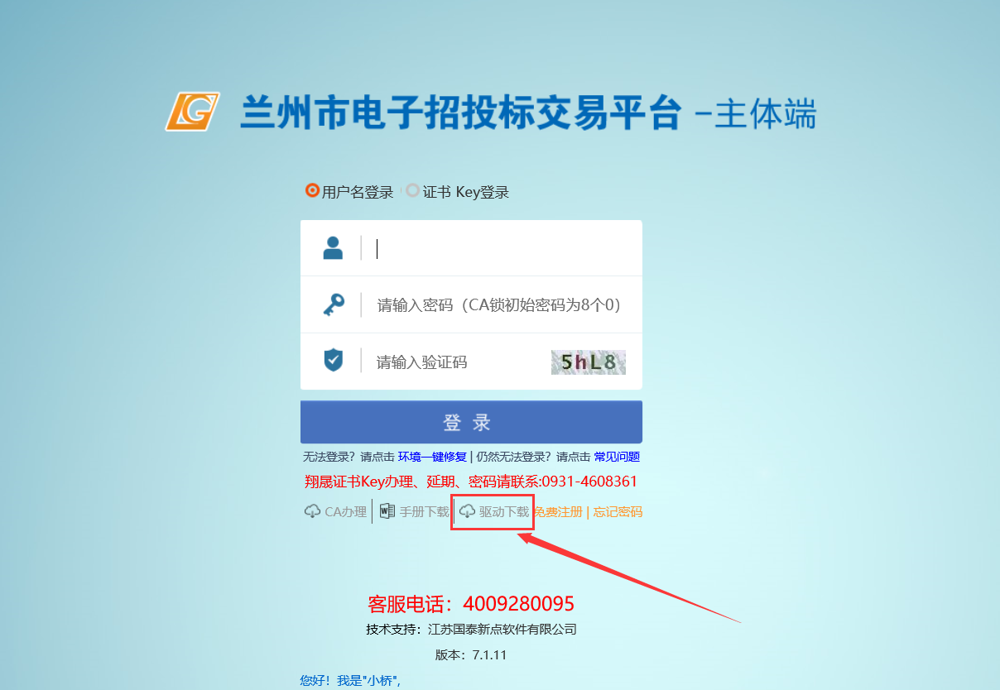 LG 兰州市电子招投标交易平台 –主体端
用户名登录 证书 Key登录
请输入密码（CA锁初始密码为8个0）
请输入验证码 5hL8
登 录
无法登录？请点击 环境一键修复 | 仍然无法登录？请点击 常见问题
翔晟证书Key办理、延期、密码请联系:0931-4608361
CA办理 W 手册下载 驱动下载 免费注册 | 忘记密码
客服电话：4009280095
技术支持：江苏国泰新点软件有限公司
版本：7.1.11
您好！我是"小桥",